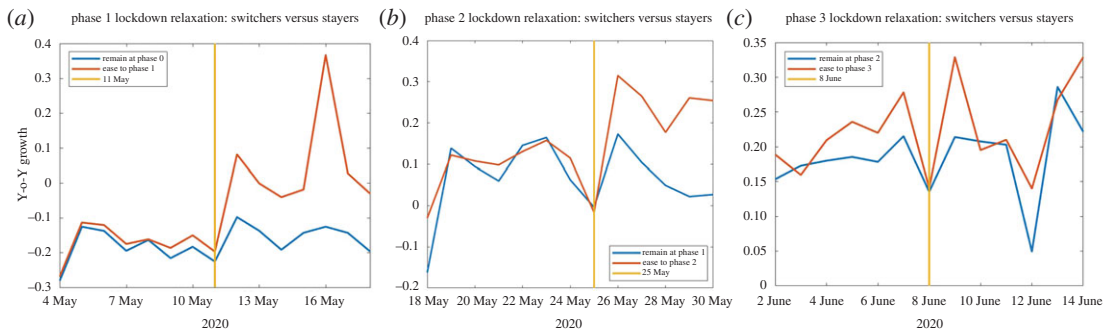 (a) phase 1 lockdown relaxation: switchers versus stayers
0.4
0.3
0.2
0.1
0
–0.1
–0.2
–0.3
Y-o-Y growth
remain at phase 0
ease to phase 1
11 May
4 May 7 May 10 May 13 May 16 May
2020
(b) phase 2 lockdown relaxation: switchers versus stayers
0.4
0.3
0.2
0.1
0
–0.1
–0.2
remain at phase 1
ease to phase 2
25 May
18 May 20 May 22 May 24 May 26 May 28 May 30 May
2020
(c) phase 3 lockdown relaxation: switchers versus stayers
0.35
0.30
0.25
0.20
0.15
0.10
0.05
0
remain at phase 2
ease to phase 3
8 June
2 June 4 June 6 June 8 June 10 June 12 June 14 June
2020